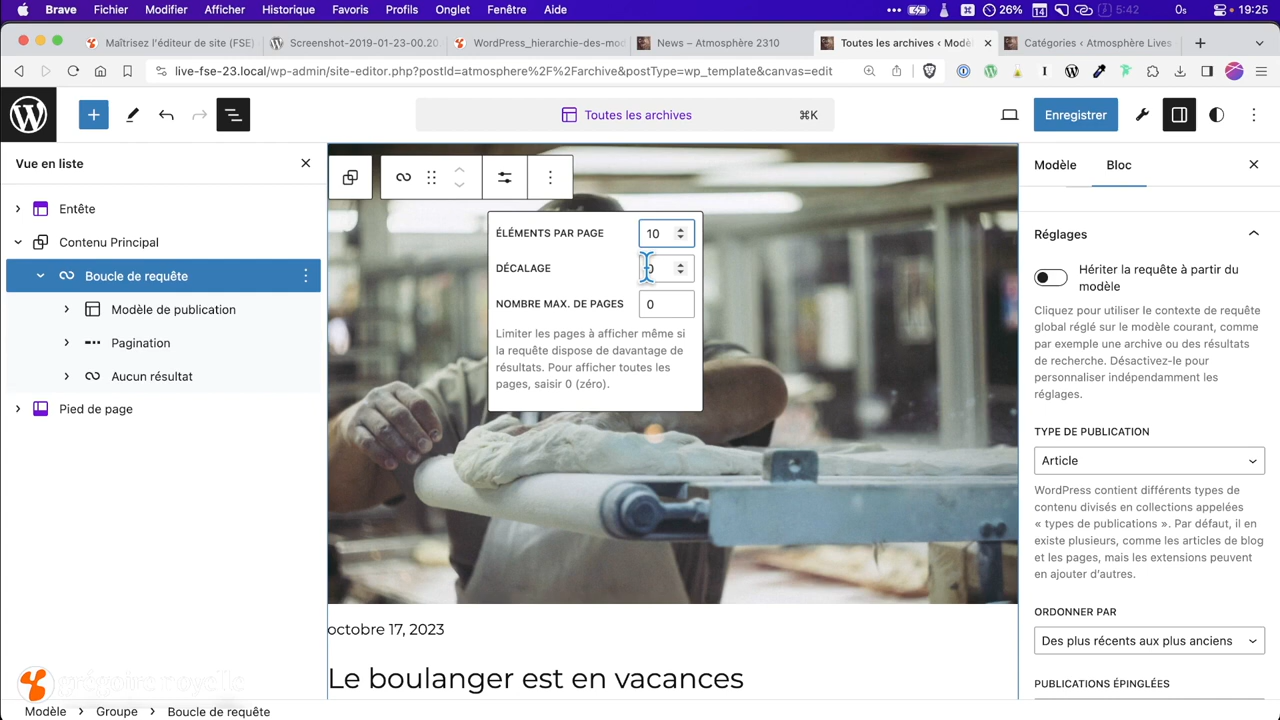 Brave Fichier Modifier Afficher Historique Favoris Profils Onglet Fenêtre Aide 26% 14 5:42 0s 19:25
Screenshot-2019-01-23-00.20
WordPress_hierarchie-des-mod
News – Atmosphère 2310
Toutes les archives ‹ Modè
Catégories ‹ Atmosphère Lives
live-fse-23.local/wp-admin/site-editor.php?postId=atmosphere%2F%2Farchive&postType=wp_template&canvas=edit
Toutes les archives
⌘K
Enregistrer
Vue en liste
Entête
Contenu Principal
Boucle de requête
Modèle de publication
Pagination
Aucun résultat
Pied de page
ÉLÉMENTS PAR PAGE 10
DÉCALAGE 0
NOMBRE MAX. DE PAGES 0
Limiter les pages à afficher même si
la requête dispose de davantage de
résultats. Pour afficher toutes les
pages, saisir 0 (zéro).
octobre 17, 2023
Le boulanger est en vacances
Modèle Bloc
Réglages
Hériter la requête à partir du
modèle
Cliquez pour utiliser le contexte de requête
global réglé sur le modèle courant, comme
par exemple une archive ou des résultats
de recherche. Désactivez-le pour
personnaliser indépendamment les
réglages.
TYPE DE PUBLICATION
Article
WordPress contient différents types de
contenu divisés en collections appelées
« types de publications ». Par défaut, il en
existe plusieurs, comme les articles de blog
et les pages, mais les extensions peuvent
en ajouter d'autres.
ORDONNER PAR
Des plus récents aux plus anciens
PUBLICATIONS ÉPINGLÉES
Modèle > Groupe > Boucle de requête